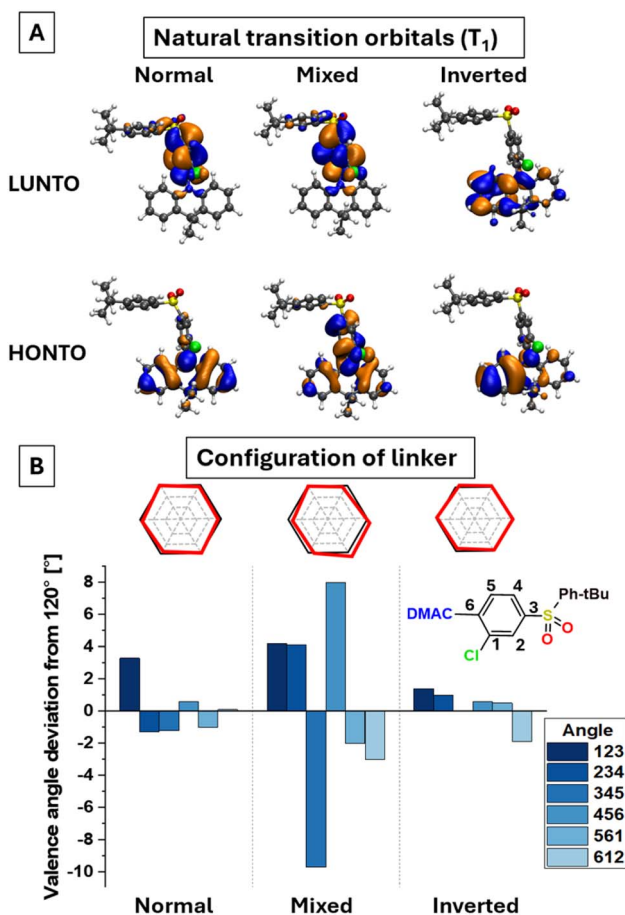 A
Natural transition orbitals (T₁)
Normal Mixed Inverted
LUNTO
HONTO
B
Configuration of linker
Valence angle deviation from 120° [°]
8
6
4
2
0
-2
-4
-6
-8
-10
5 4
6 3
1 2
DMAC
Cl
Ph-tBu
S
O
O
Angle
123
234
345
456
561
612
Normal Mixed Inverted